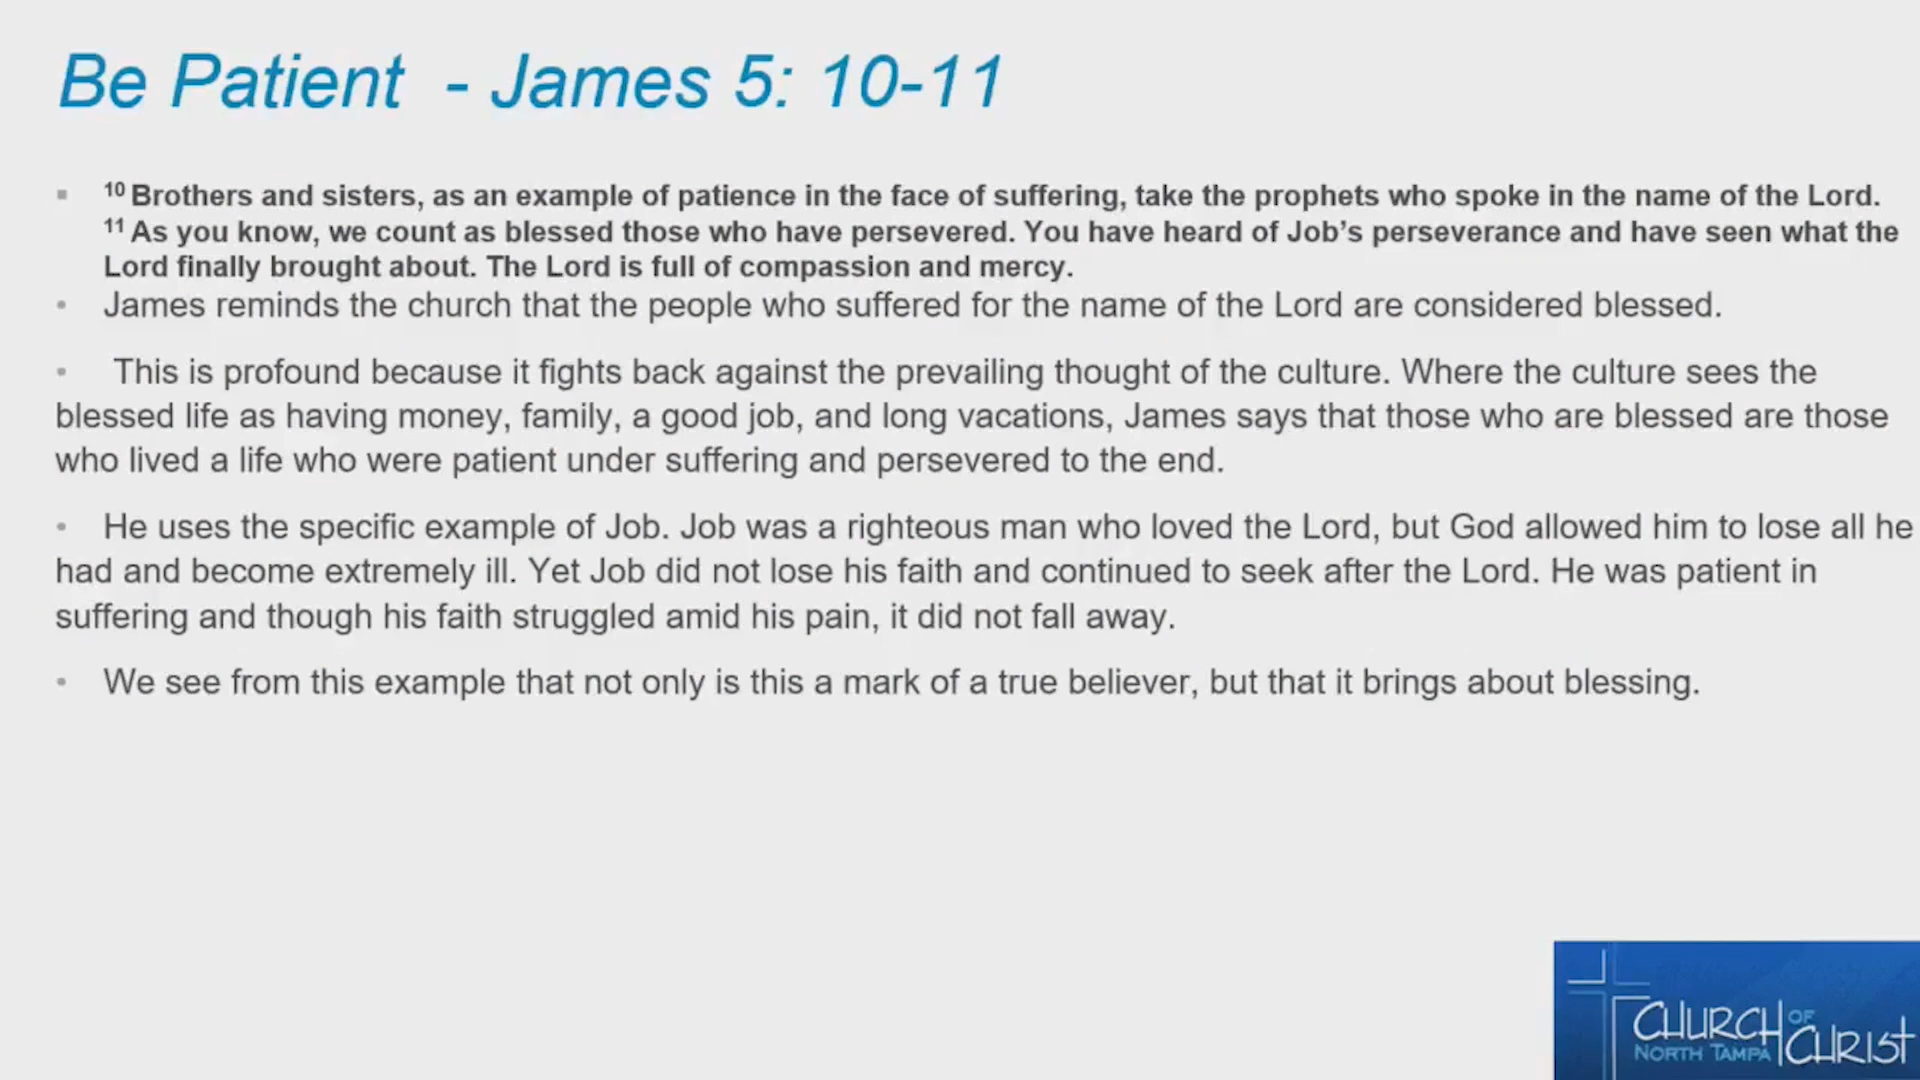 Be Patient - James 5: 10-11
▪ ¹⁰ Brothers and sisters, as an example of patience in the face of suffering, take the prophets who spoke in the name of the Lord.
¹¹ As you know, we count as blessed those who have persevered. You have heard of Job’s perseverance and have seen what the
Lord finally brought about. The Lord is full of compassion and mercy.
• James reminds the church that the people who suffered for the name of the Lord are considered blessed.
• This is profound because it fights back against the prevailing thought of the culture. Where the culture sees the
blessed life as having money, family, a good job, and long vacations, James says that those who are blessed are those
who lived a life who were patient under suffering and persevered to the end.
• He uses the specific example of Job. Job was a righteous man who loved the Lord, but God allowed him to lose all he
had and become extremely ill. Yet Job did not lose his faith and continued to seek after the Lord. He was patient in
suffering and though his faith struggled amid his pain, it did not fall away.
• We see from this example that not only is this a mark of a true believer, but that it brings about blessing.
CHURCH OF CHRIST
NORTH TAMPA